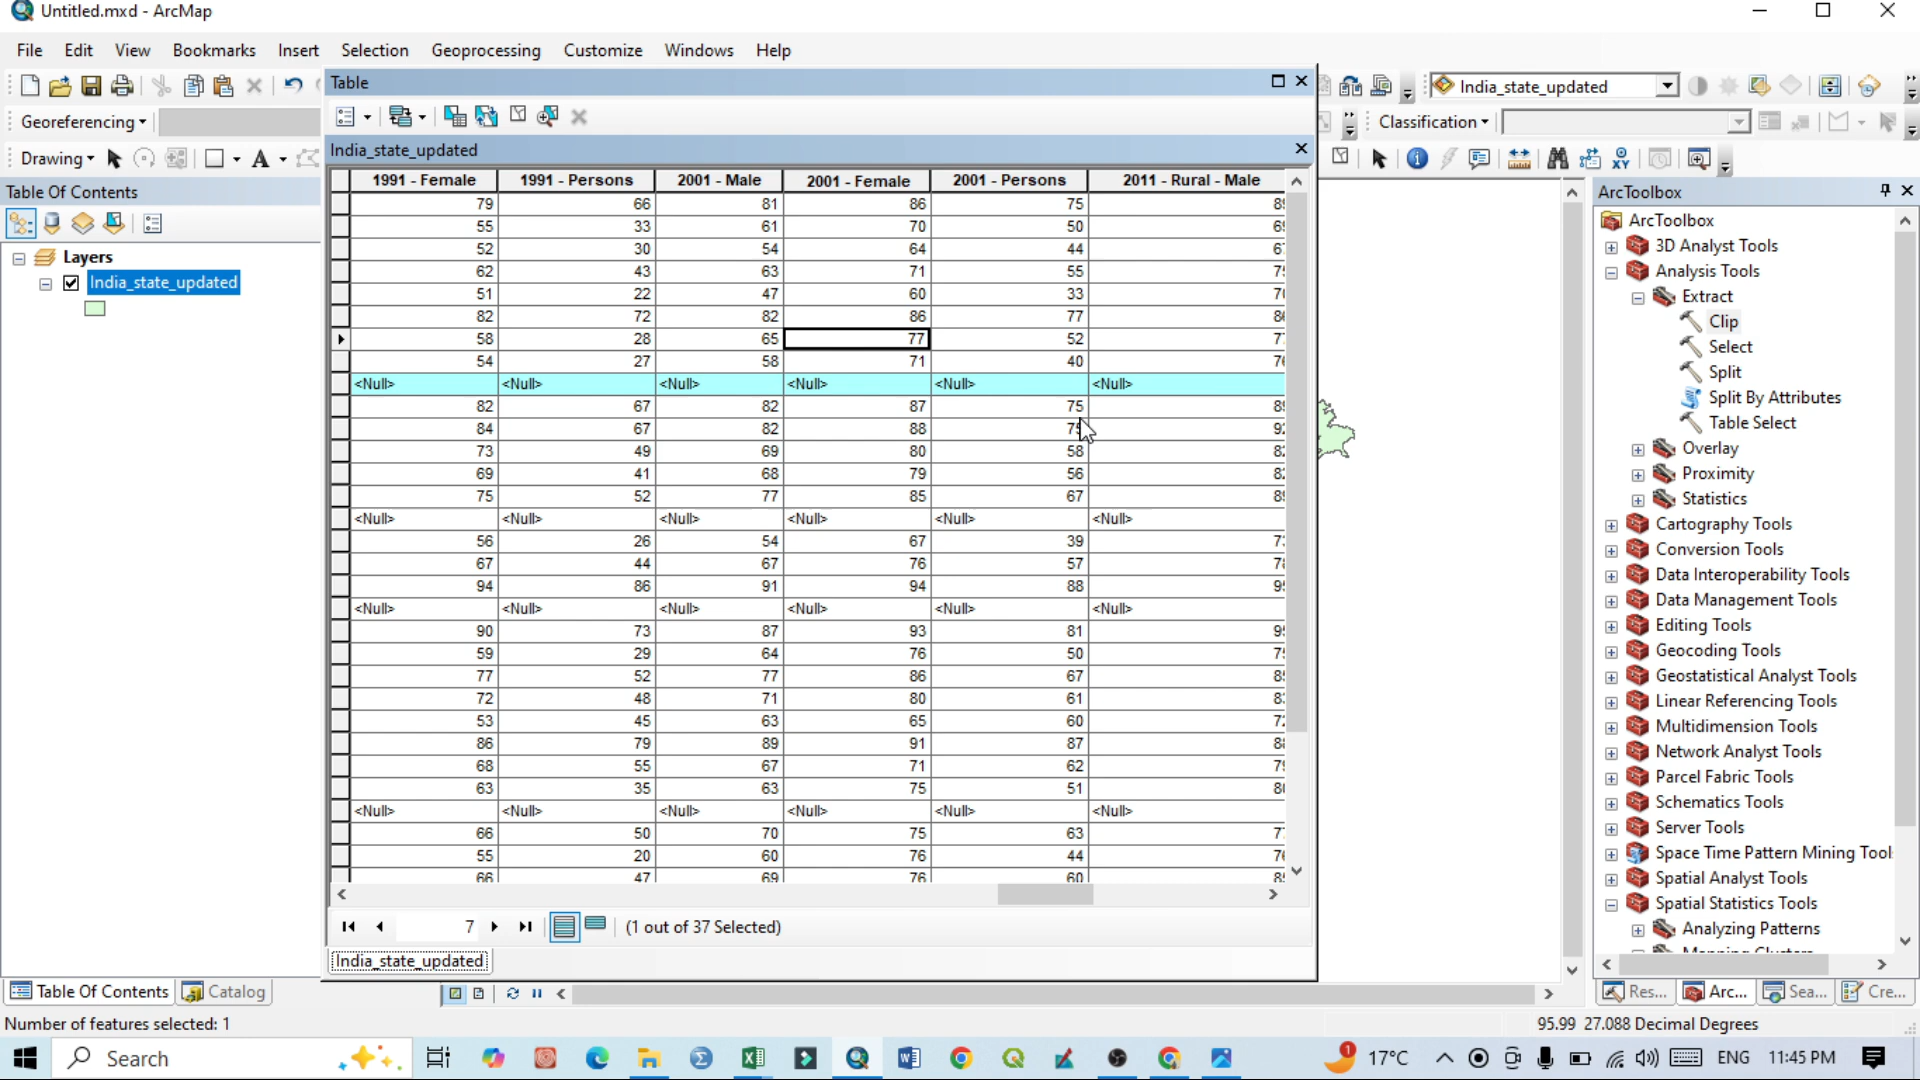 Untitled.mxd - ArcMap
File Edit View Bookmarks Insert Selection Geoprocessing Customize Windows Help
Table
India_state_updated
Georeferencing
Classification
Drawing
India_state_updated
Table Of Contents
Layers
India_state_updated
1991 - Female 1991 - Persons 2001 - Male 2001 - Female 2001 - Persons 2011 - Rural - Male
79 66 81 86 75
55 33 61 70 50
52 30 54 64 44
62 43 63 71 55
51 22 47 60 33
82 72 82 86 77
58 28 65 77 52
54 27 58 71 40
<Null> <Null> <Null> <Null> <Null> <Null>
82 67 82 87 75
84 67 82 88
73 49 69 80 58
69 41 68 79 56
75 52 77 85 67
<Null> <Null> <Null> <Null> <Null> <Null>
56 26 54 67 39
67 44 67 76 57
94 86 91 94 88
<Null> <Null> <Null> <Null> <Null> <Null>
90 73 87 93 81
59 29 64 76 50
77 52 77 86 67
72 48 71 80 61
53 45 63 65 60
86 79 89 91 87
68 55 67 71 62
63 35 63 75 51
<Null> <Null> <Null> <Null> <Null> <Null>
66 50 70 75 63
55 20 60 76 44
66 47 69 76 60
7 (1 out of 37 Selected)
India_state_updated
ArcToolbox
ArcToolbox
3D Analyst Tools
Analysis Tools
Extract
Clip
Select
Split
Split By Attributes
Table Select
Overlay
Proximity
Statistics
Cartography Tools
Conversion Tools
Data Interoperability Tools
Data Management Tools
Editing Tools
Geocoding Tools
Geostatistical Analyst Tools
Linear Referencing Tools
Multidimension Tools
Network Analyst Tools
Parcel Fabric Tools
Schematics Tools
Server Tools
Space Time Pattern Mining Tool
Spatial Analyst Tools
Spatial Statistics Tools
Analyzing Patterns
Table Of Contents Catalog
Res... Arc... Sea... Cre...
Number of features selected: 1
95.99 27.088 Decimal Degrees
Search
17°C ENG 11:45 PM